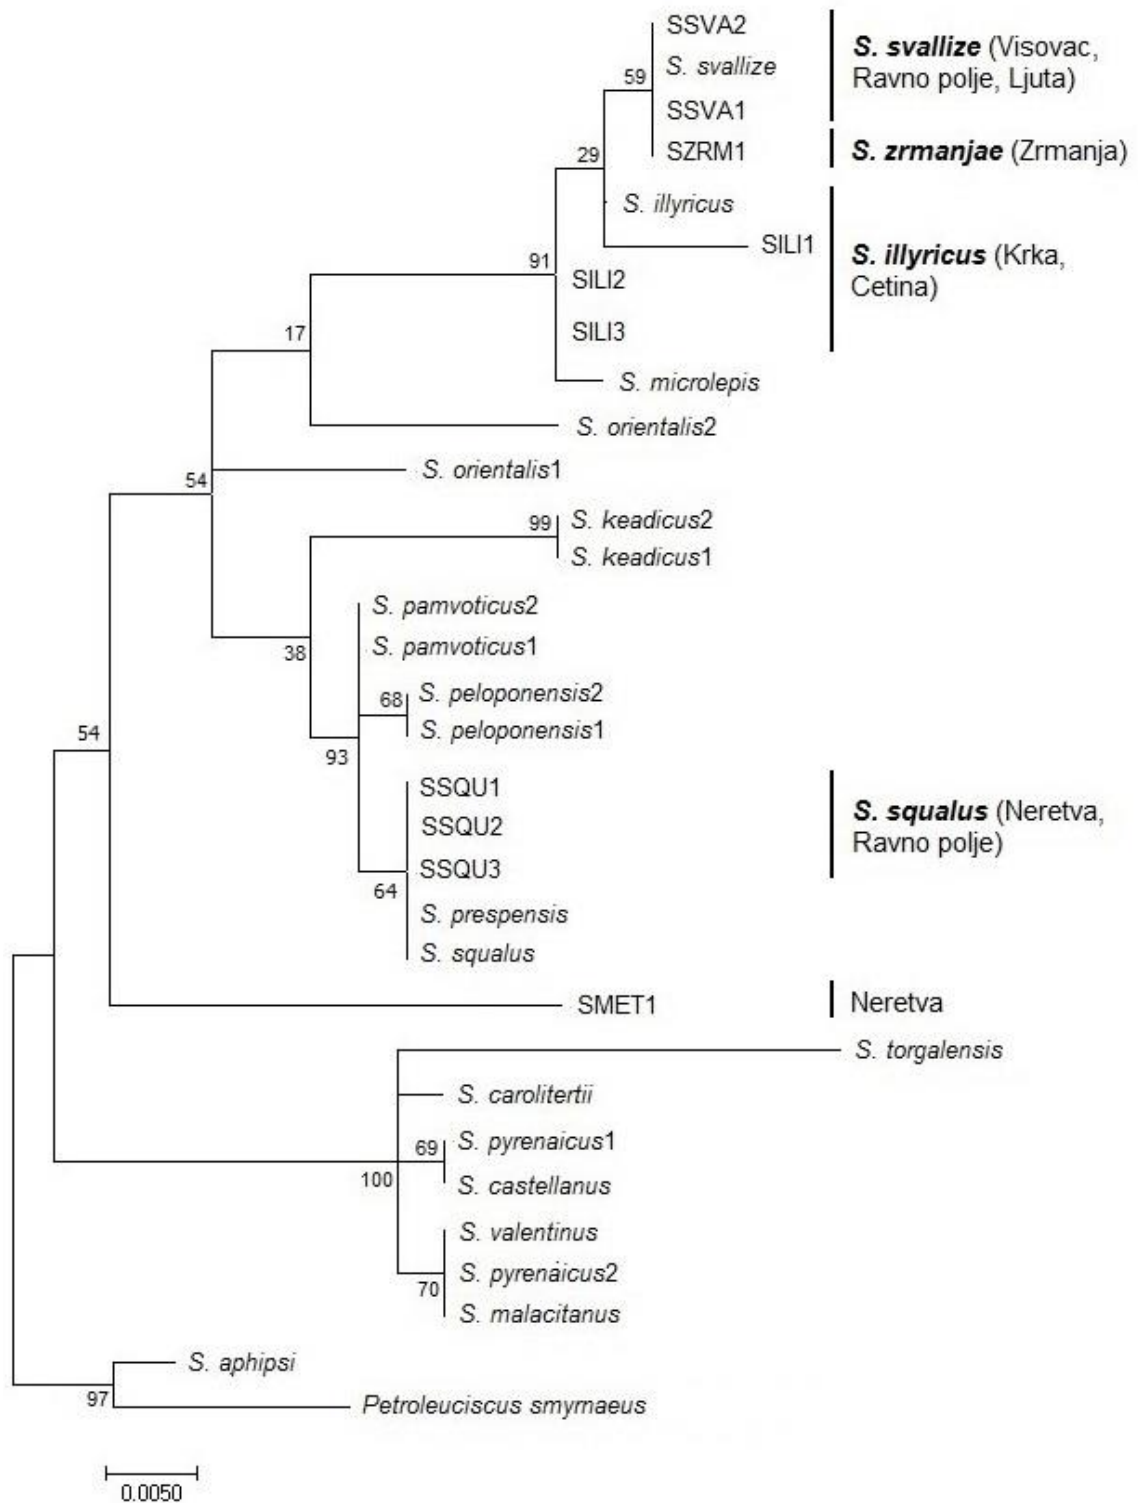 SSVA2
S. svallize
SSVA1
SZRM1
59
S. svallize (Visovac,
Ravno polje, Ljuta)
S. zrmanjae (Zrmanja)
29
S. illyricus
SILI1
S. illyricus (Krka,
Cetina)
91
SILI2
SILI3
17
S. microlepis
S. orientalis2
S. orientalis1
54
99
S. keadicus2
S. keadicus1
S. pamvoticus2
S. pamvoticus1
38
68
S. peloponensis2
S. peloponensis1
54
93
SSQU1
SSQU2
SSQU3
S. squalus (Neretva,
Ravno polje)
64
S. prespensis
S. squalus
SMET1
Neretva
S. torgalensis
S. carolitertii
69
S. pyrenaicus1
100
S. castellanus
S. valentinus
S. pyrenaicus2
70
S. malacitanus
S. aphipsi
97
Petroleuciscus smyrnaeus
0.0050